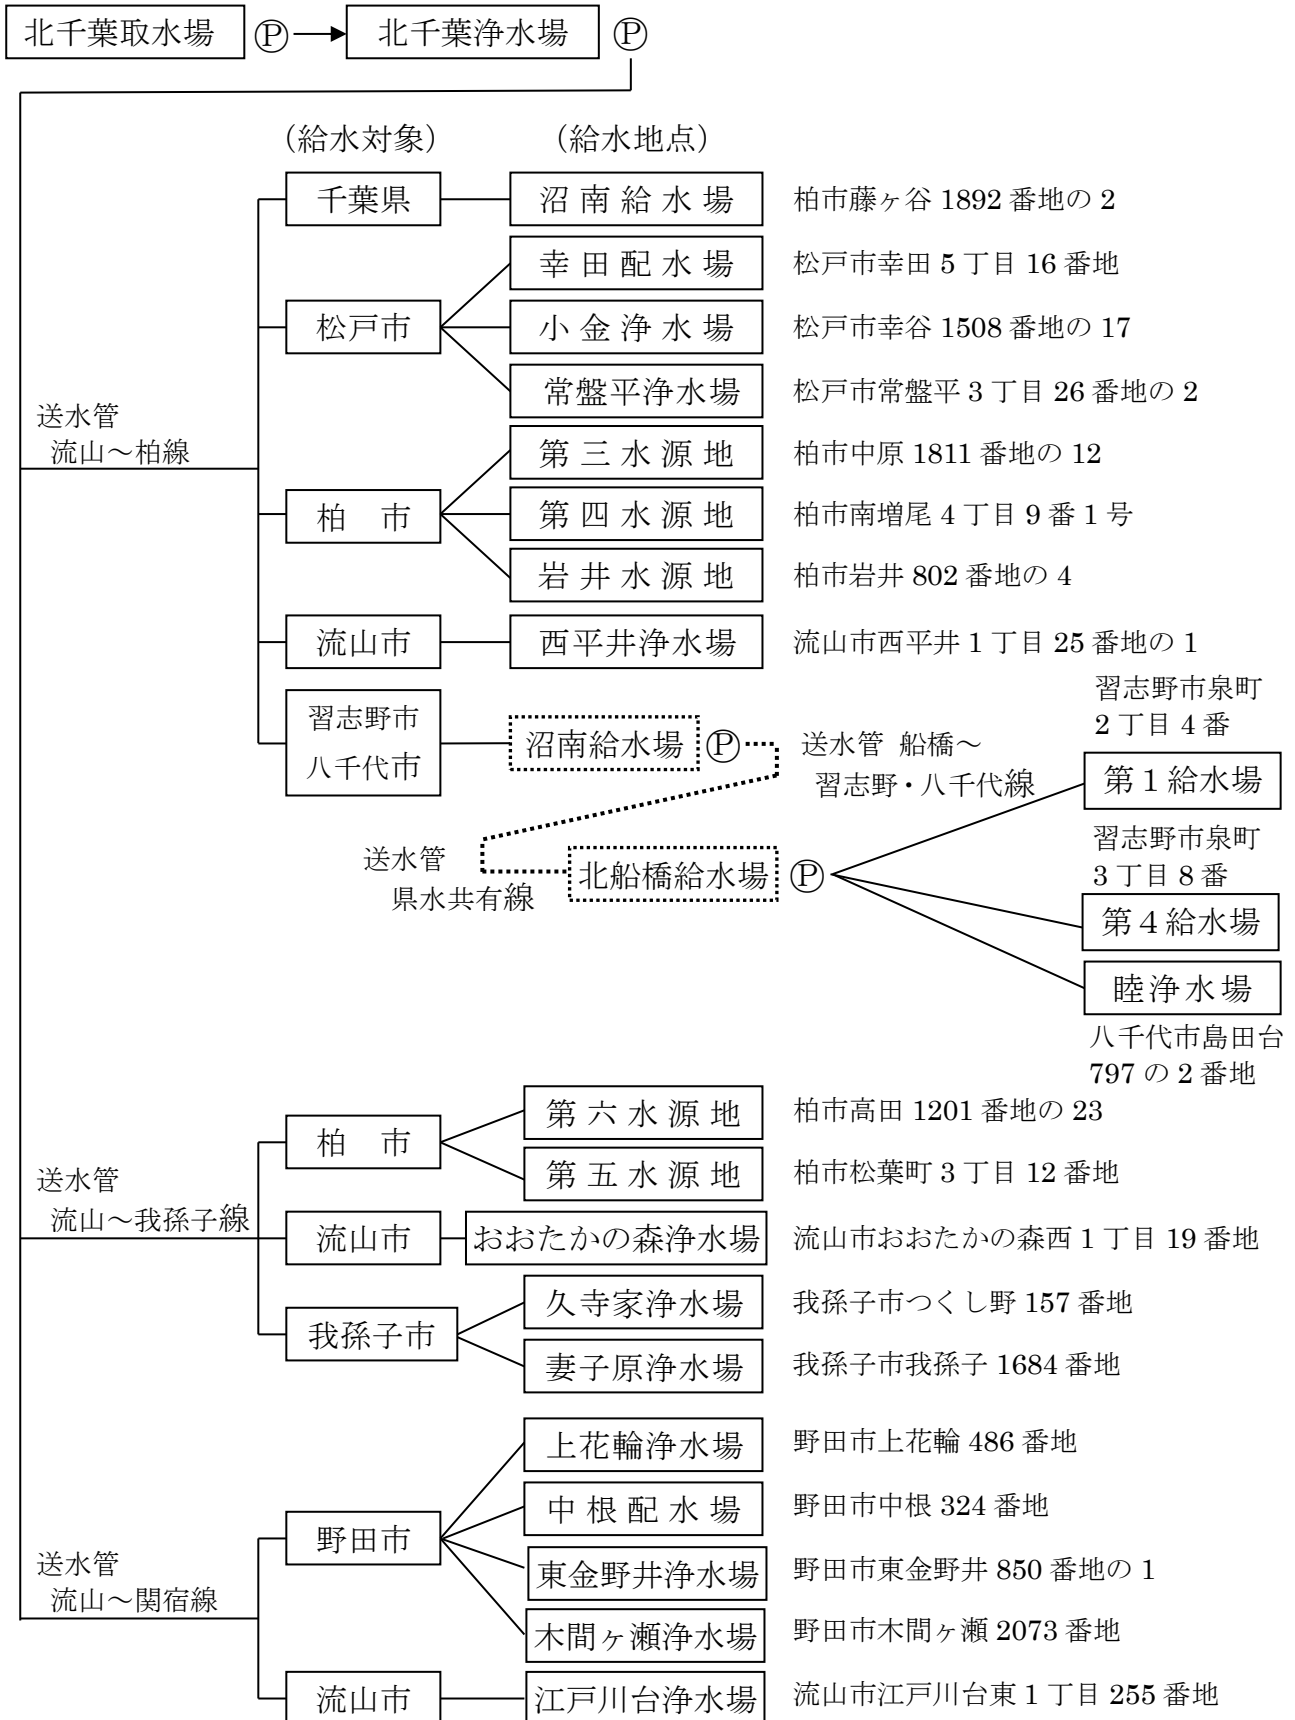 北千葉取水場 Ⓟ 北千葉浄水場 Ⓟ
(給水対象) (給水地点)
千葉県 沼南給水場 柏市藤ヶ谷 1892 番地の 2
幸田配水場 松戸市幸田 5 丁目 16 番地
松戸市 小金浄水場 松戸市幸谷 1508 番地の 17
常盤平浄水場 松戸市常盤平 3 丁目 26 番地の 2
送水管
流山～柏線
第三水源地 柏市中原 1811 番地の 12
柏 市 第四水源地 柏市南増尾 4 丁目 9 番 1 号
岩井水源地 柏市岩井 802 番地の 4
流山市 西平井浄水場 流山市西平井 1 丁目 25 番地の 1
習志野市
八千代市
沼南給水場 Ⓟ
送水管 船橋～
習志野・八千代線
習志野市泉町
2 丁目 4 番
第1給水場
送水管
県水共有線
北船橋給水場 Ⓟ
習志野市泉町
3 丁目 8 番
第4給水場
睦浄水場
八千代市島田台
797 の 2 番地
第六水源地 柏市高田 1201 番地の 23
柏 市
第五水源地 柏市松葉町 3 丁目 12 番地
送水管
流山～我孫子線
流山市 おおたかの森浄水場 流山市おおたかの森西 1 丁目 19 番地
久寺家浄水場 我孫子市つくし野 157 番地
我孫子市
妻子原浄水場 我孫子市我孫子 1684 番地
上花輪浄水場 野田市上花輪 486 番地
中根配水場 野田市中根 324 番地
野田市
東金野井浄水場 野田市東金野井 850 番地の 1
送水管
流山～関宿線
木間ヶ瀬浄水場 野田市木間ヶ瀬 2073 番地
流山市 江戸川台浄水場 流山市江戸川台東 1 丁目 255 番地